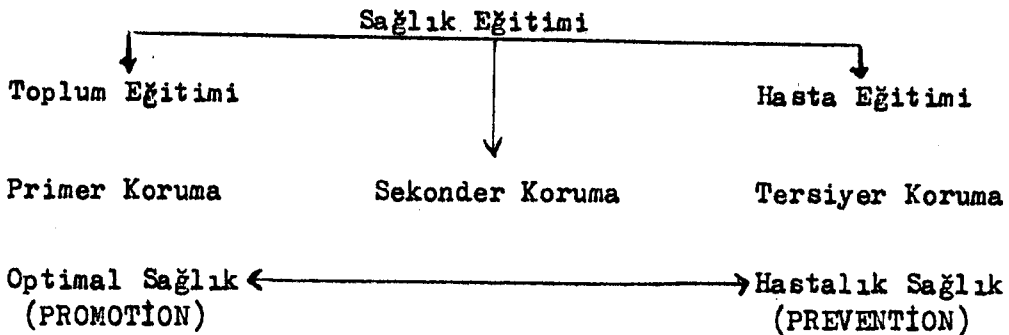 Sağlık Eğitimi
Toplum Eğitimi Hasta Eğitimi
Primer Koruma Sekonder Koruma Tersiyer Koruma
Optimal Sağlık Hastalık Sağlık
(PROMOTİON) (PREVENTİON)